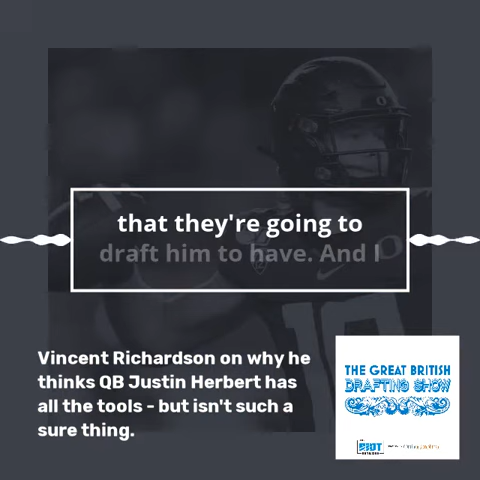 that they're going to
draft him to have. And I
Vincent Richardson on why he
thinks QB Justin Herbert has
all the tools - but isn't such a
sure thing.
THE GREAT BRITISH
DRAFTING SHOW
O
O
10